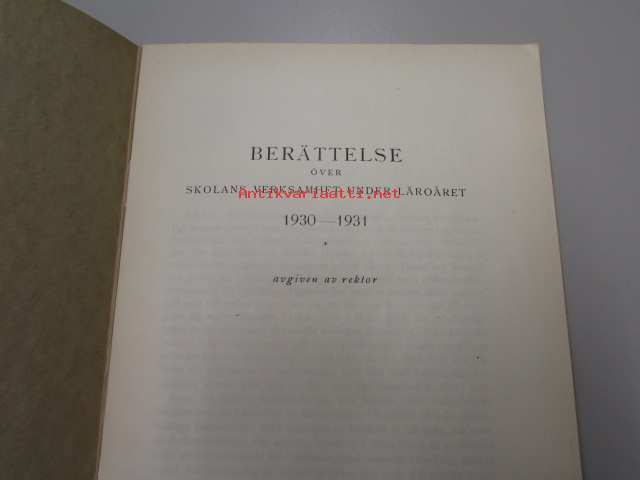 BERÄTTELSE
ÖVER
SKOLANS VERKSAMHET UNDER LÄROÅRET
Antikvariaatti.net
1930—1931
avgiven av rektor